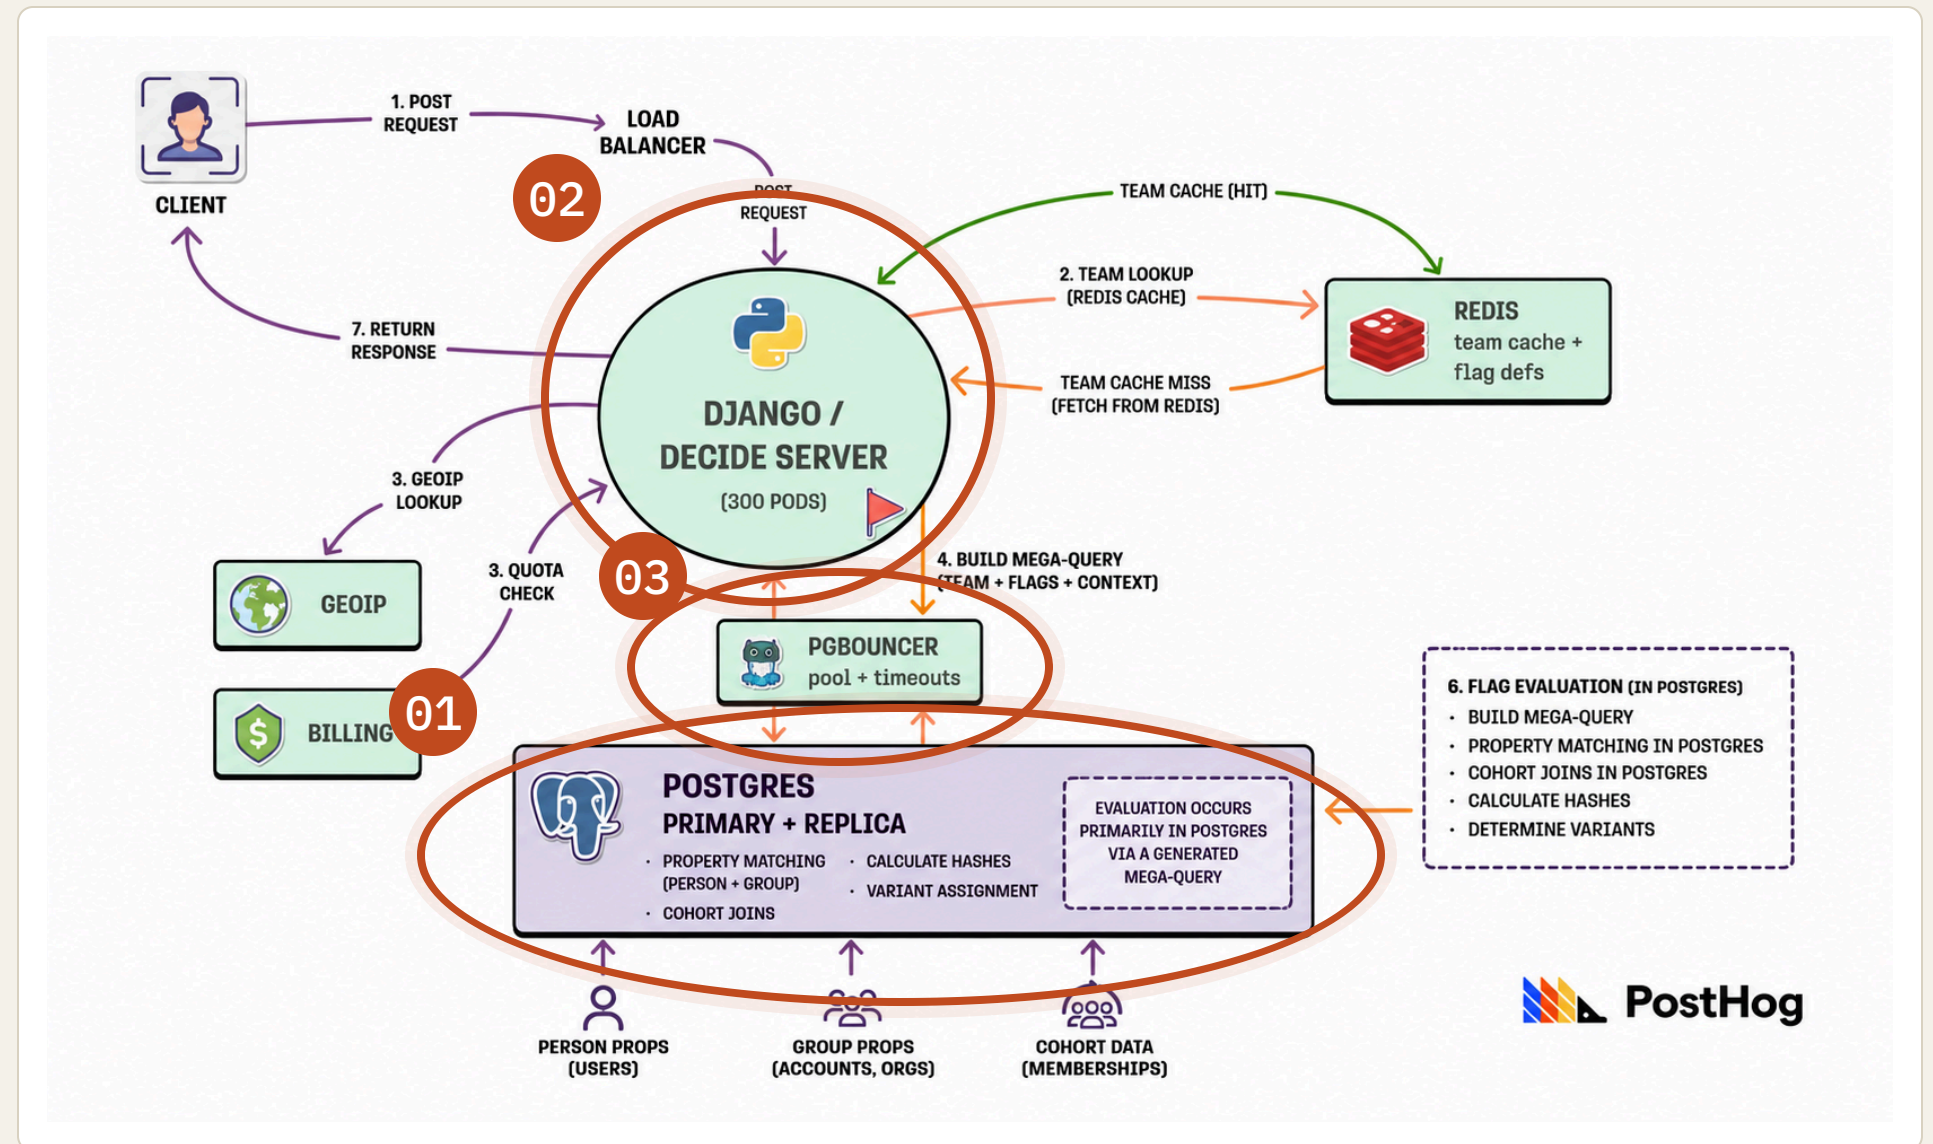 1. POST
REQUEST
LOAD
BALANCER
CLIENT
02
POST
REQUEST
TEAM CACHE (HIT)
2. TEAM LOOKUP
(REDIS CACHE)
REDIS
team cache +
flag defs
TEAM CACHE MISS
(FETCH FROM REDIS)
7. RETURN
RESPONSE
DJANGO /
DECIDE SERVER
(300 PODS)
3. GEOIP
LOOKUP
3. QUOTA
CHECK
03
4. BUILD MEGA-QUERY
(TEAM + FLAGS + CONTEXT)
GEOIP
PGBOUNCER
pool + timeouts
BILLING
01
$
POSTGRES
PRIMARY + REPLICA
· PROPERTY MATCHING
(PERSON + GROUP)
· COHORT JOINS
· CALCULATE HASHES
· VARIANT ASSIGNMENT
EVALUATION OCCURS
PRIMARILY IN POSTGRES
VIA A GENERATED
MEGA-QUERY
6. FLAG EVALUATION (IN POSTGRES)
· BUILD MEGA-QUERY
· PROPERTY MATCHING IN POSTGRES
· COHORT JOINS IN POSTGRES
· CALCULATE HASHES
· DETERMINE VARIANTS
PERSON PROPS
(USERS)
GROUP PROPS
(ACCOUNTS, ORGS)
COHORT DATA
(MEMBERSHIPS)
PostHog